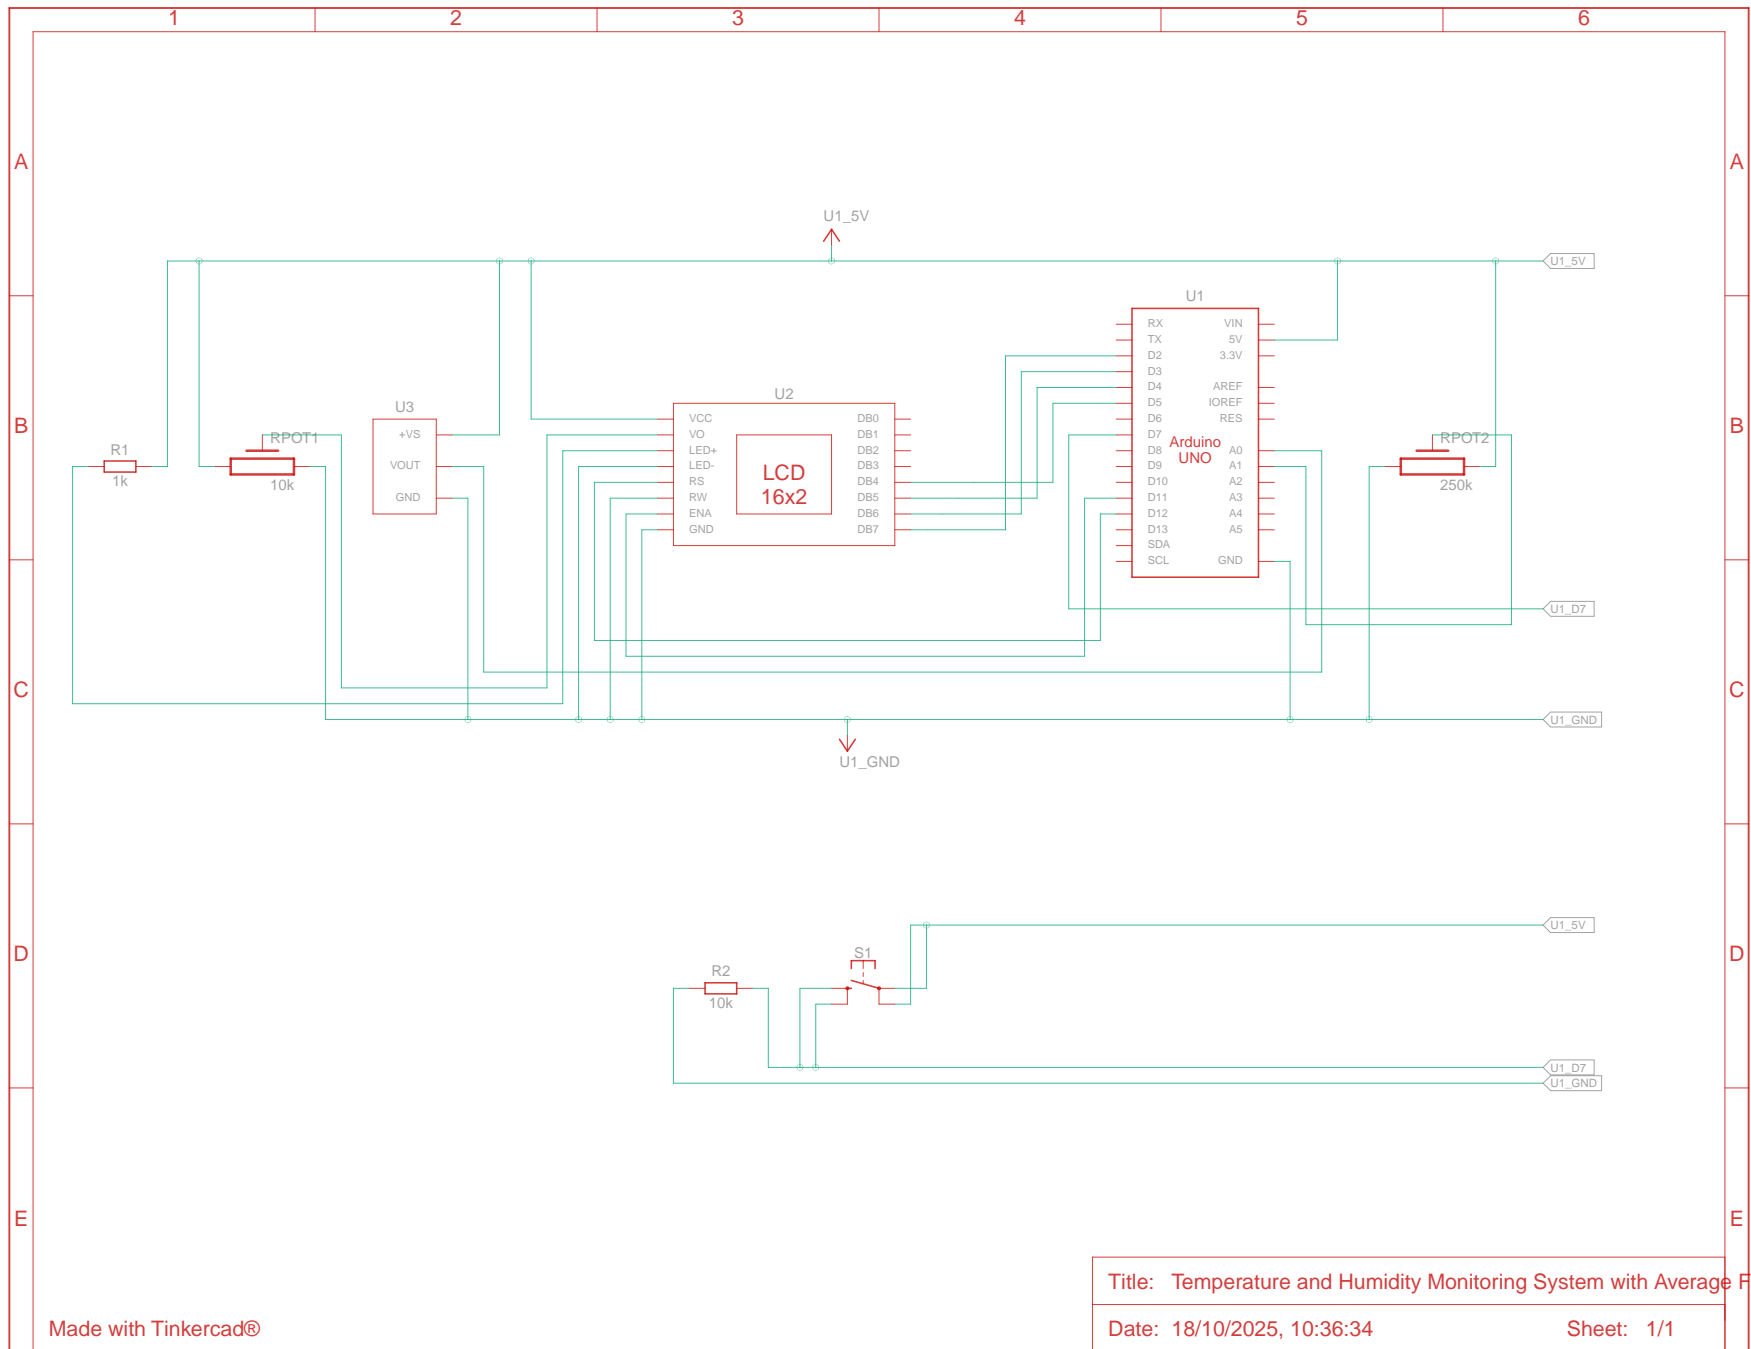 1 2 3 4 5 6
A A
U1_5V
U1_5V
U1
RX VIN
TX 5V
D2 3.3V
D3
D4 AREF
D5 IOREF
D6 RES
D7
D8 A0
D9 A1
D10 A2
D11 A3
D12 A4
D13 A5
SDA
SCL GND
Arduino
UNO
U2
VCC DB0
VO DB1
LED+ DB2
LED- DB3
RS DB4
RW DB5
ENA DB6
GND DB7
LCD
16x2
U3
+VS
VOUT
GND
B B
R1
1k
RPOT1
10k
RPOT2
250k
U1_D7
C C
U1_GND
U1_GND
U1_5V
D D
S1
R2
10k
U1_D7
U1_GND
E E
Title: Temperature and Humidity Monitoring System with Average F
Date: 18/10/2025, 10:36:34 Sheet: 1/1
Made with Tinkercad®